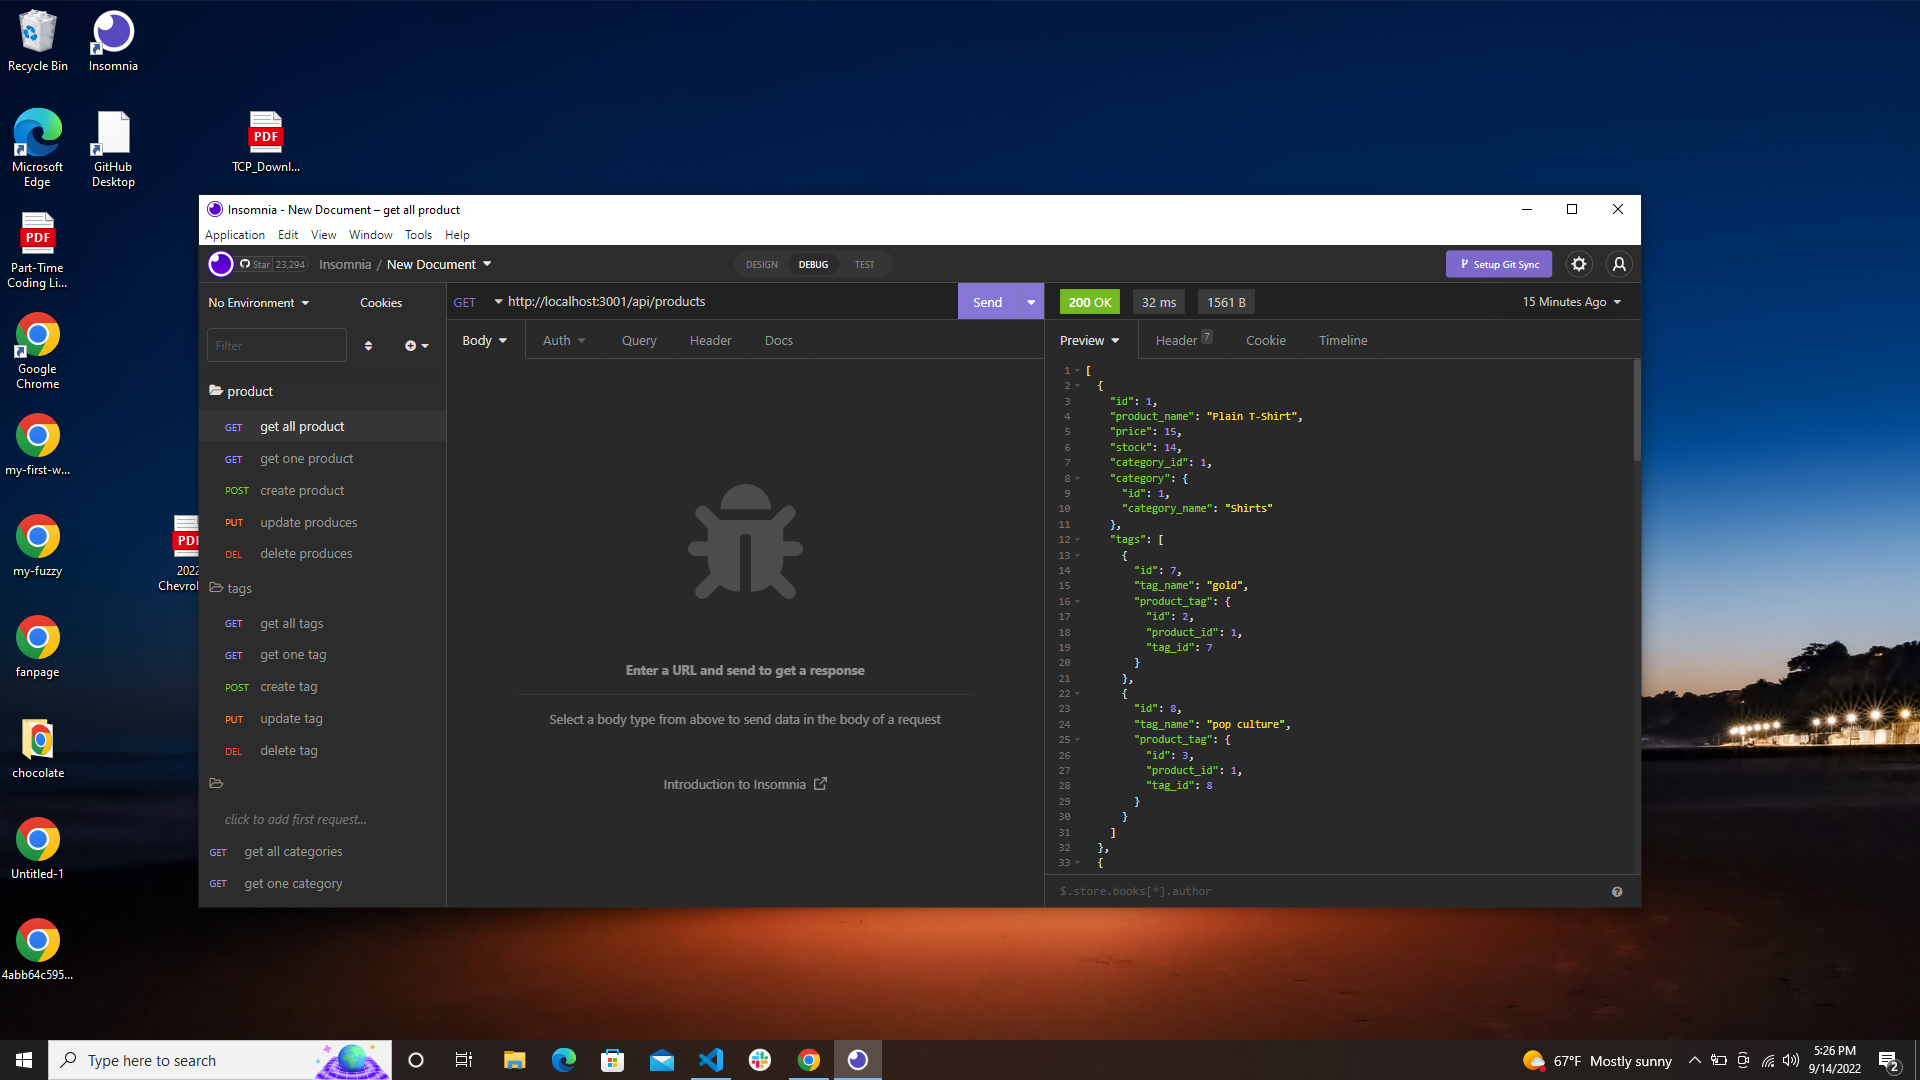 Recycle Bin
Insomnia
Microsoft Edge
GitHub Desktop
PDF
TCP_Downl...
PDF
Part-Time Coding Li...
Google Chrome
my-first-w...
my-fuzzy
PDF
2022
Chevrol
fanpage
chocolate
Untitled-1
4abb64c595...
Insomnia - New Document – get all product
Application Edit View Window Tools Help
Star 23,294 Insomnia / New Document
DESIGN DEBUG TEST
Setup Git Sync
No Environment Cookies
Filter
product
GET get all product
GET get one product
POST create product
PUT update produces
DEL delete produces
tags
GET get all tags
GET get one tag
POST create tag
PUT update tag
DEL delete tag
click to add first request...
GET get all categories
GET get one category
GET http://localhost:3001/api/products Send
Body Auth Query Header Docs
Enter a URL and send to get a response
Select a body type from above to send data in the body of a request
Introduction to Insomnia
200 OK 32 ms 1561 B 15 Minutes Ago
Preview Header 7 Cookie Timeline
1 [
2 {
3 "id": 1,
4 "product_name": "Plain T-Shirt",
5 "price": 15,
6 "stock": 14,
7 "category_id": 1,
8 "category": {
9 "id": 1,
10 "category_name": "Shirts"
11 },
12 "tags": [
13 {
14 "id": 7,
15 "tag_name": "gold",
16 "product_tag": {
17 "id": 2,
18 "product_id": 1,
19 "tag_id": 7
20 }
21 },
22 {
23 "id": 8,
24 "tag_name": "pop culture",
25 "product_tag": {
26 "id": 3,
27 "product_id": 1,
28 "tag_id": 8
29 }
30 }
31 ]
32 },
33 {
$.store.books[*].author
Type here to search
67°F Mostly sunny
5:26 PM
9/14/2022
2